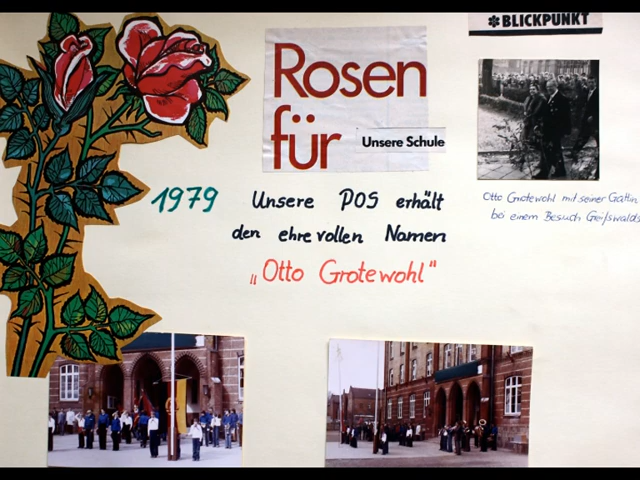 ✽BLICKPUNKT
Rosen
für
Unsere Schule
1979
Unsere POS erhält
den ehrevollen Namen
„Otto Grotewohl"
Otto Grotewohl mit seiner Gattin
bei einem Besuch Greifswalds